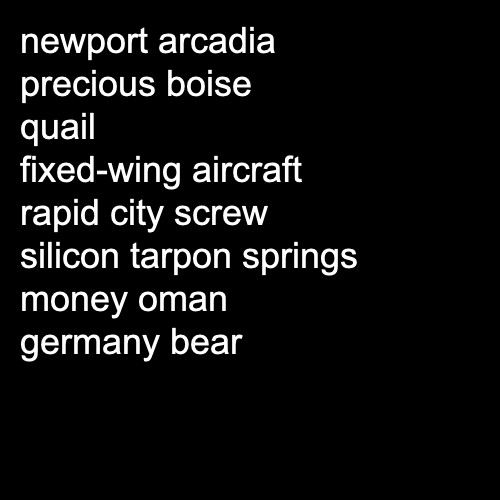 newport arcadia
precious boise
quail
fixed-wing aircraft
rapid city screw
silicon tarpon springs
money oman
germany bear